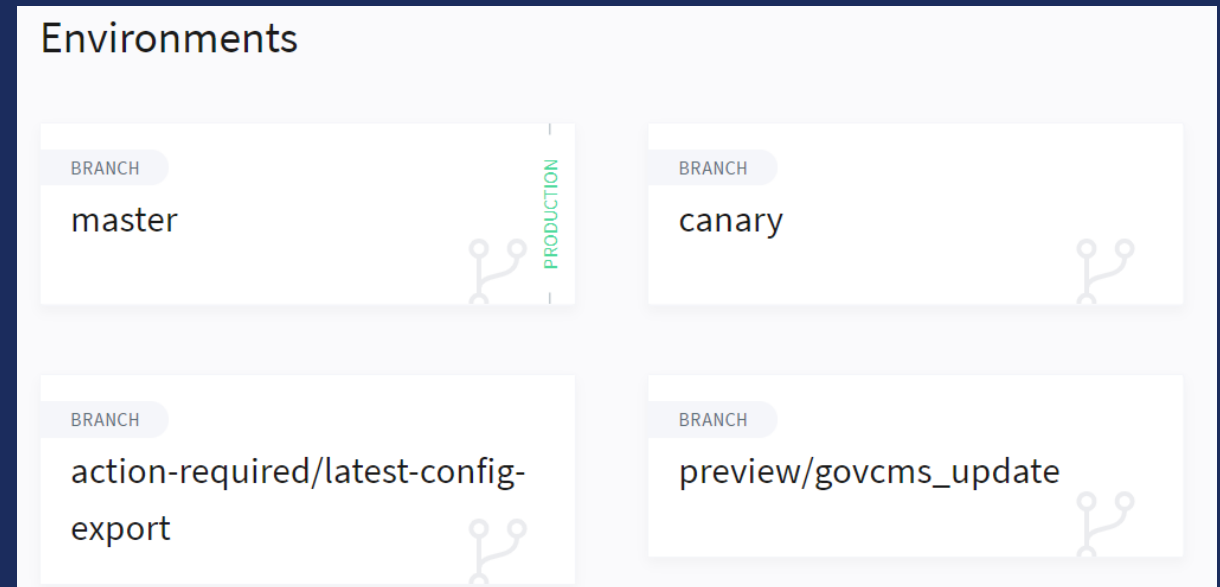 Environments
BRANCH
master
PRODUCTION
BRANCH
canary
BRANCH
action-required/latest-config-
export
BRANCH
preview/govcms_update